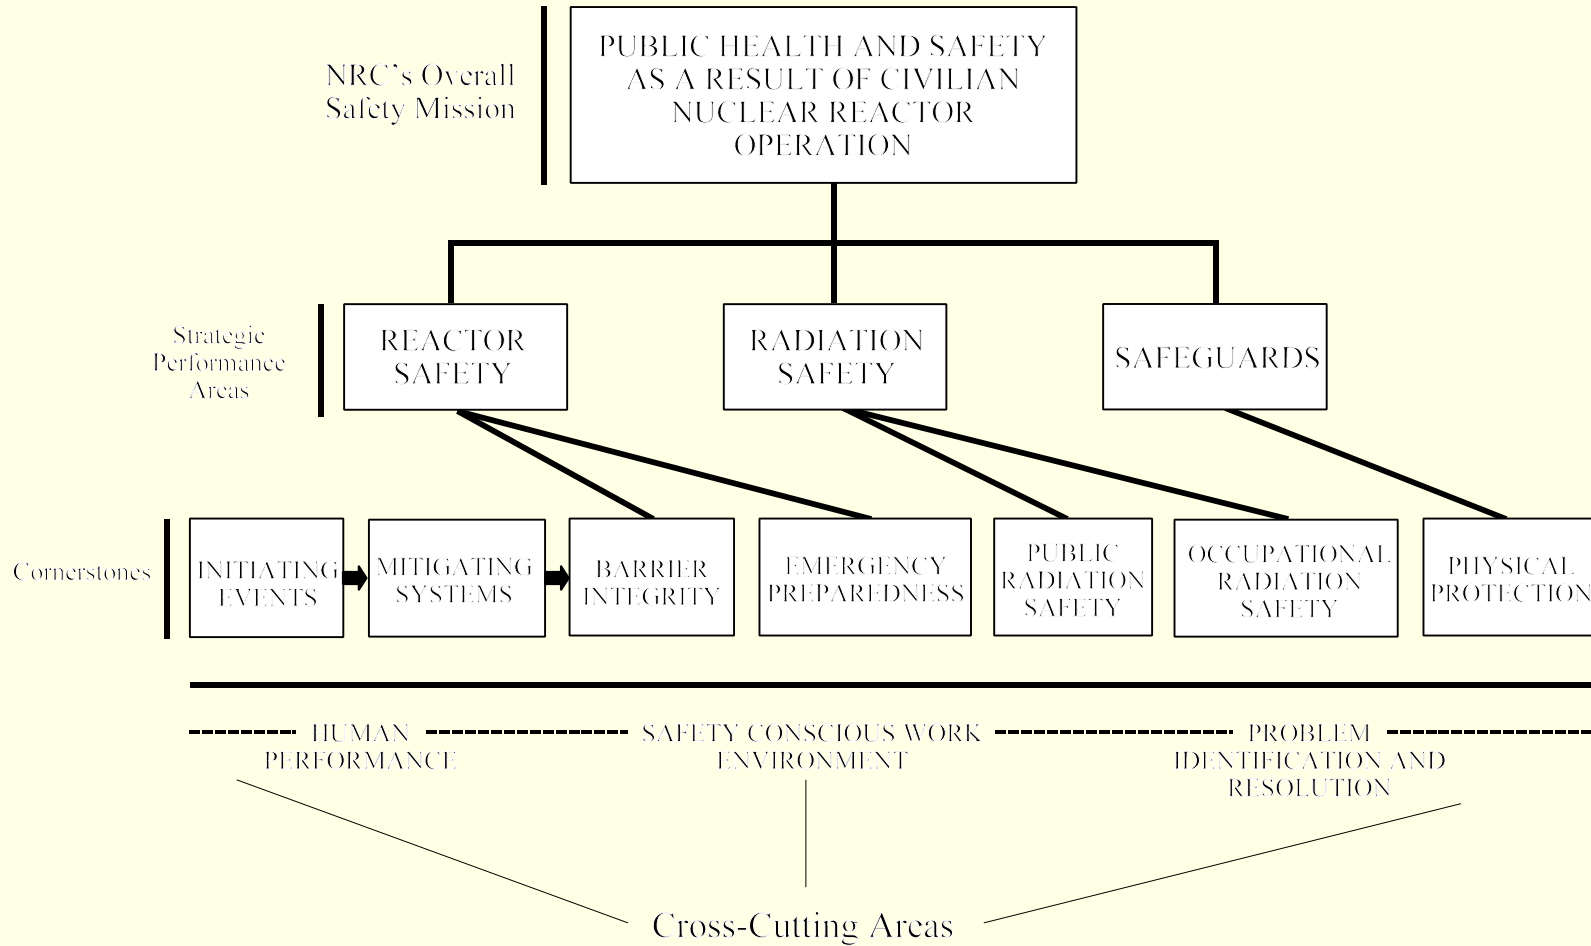 NRC's Overall
Safety Mission
PUBLIC HEALTH AND SAFETY
AS A RESULT OF CIVILIAN
NUCLEAR REACTOR
OPERATION
Strategic
Performance
Areas
REACTOR
SAFETY
RADIATION
SAFETY
SAFEGUARDS
Cornerstones
INITIATING
EVENTS
MITIGATING
SYSTEMS
BARRIER
INTEGRITY
EMERGENCY
PREPAREDNESS
PUBLIC
RADIATION
SAFETY
OCCUPATIONAL
RADIATION
SAFETY
PHYSICAL
PROTECTION
HUMAN
PERFORMANCE
SAFETY CONSCIOUS WORK
ENVIRONMENT
PROBLEM
IDENTIFICATION AND
RESOLUTION
Cross-Cutting Areas